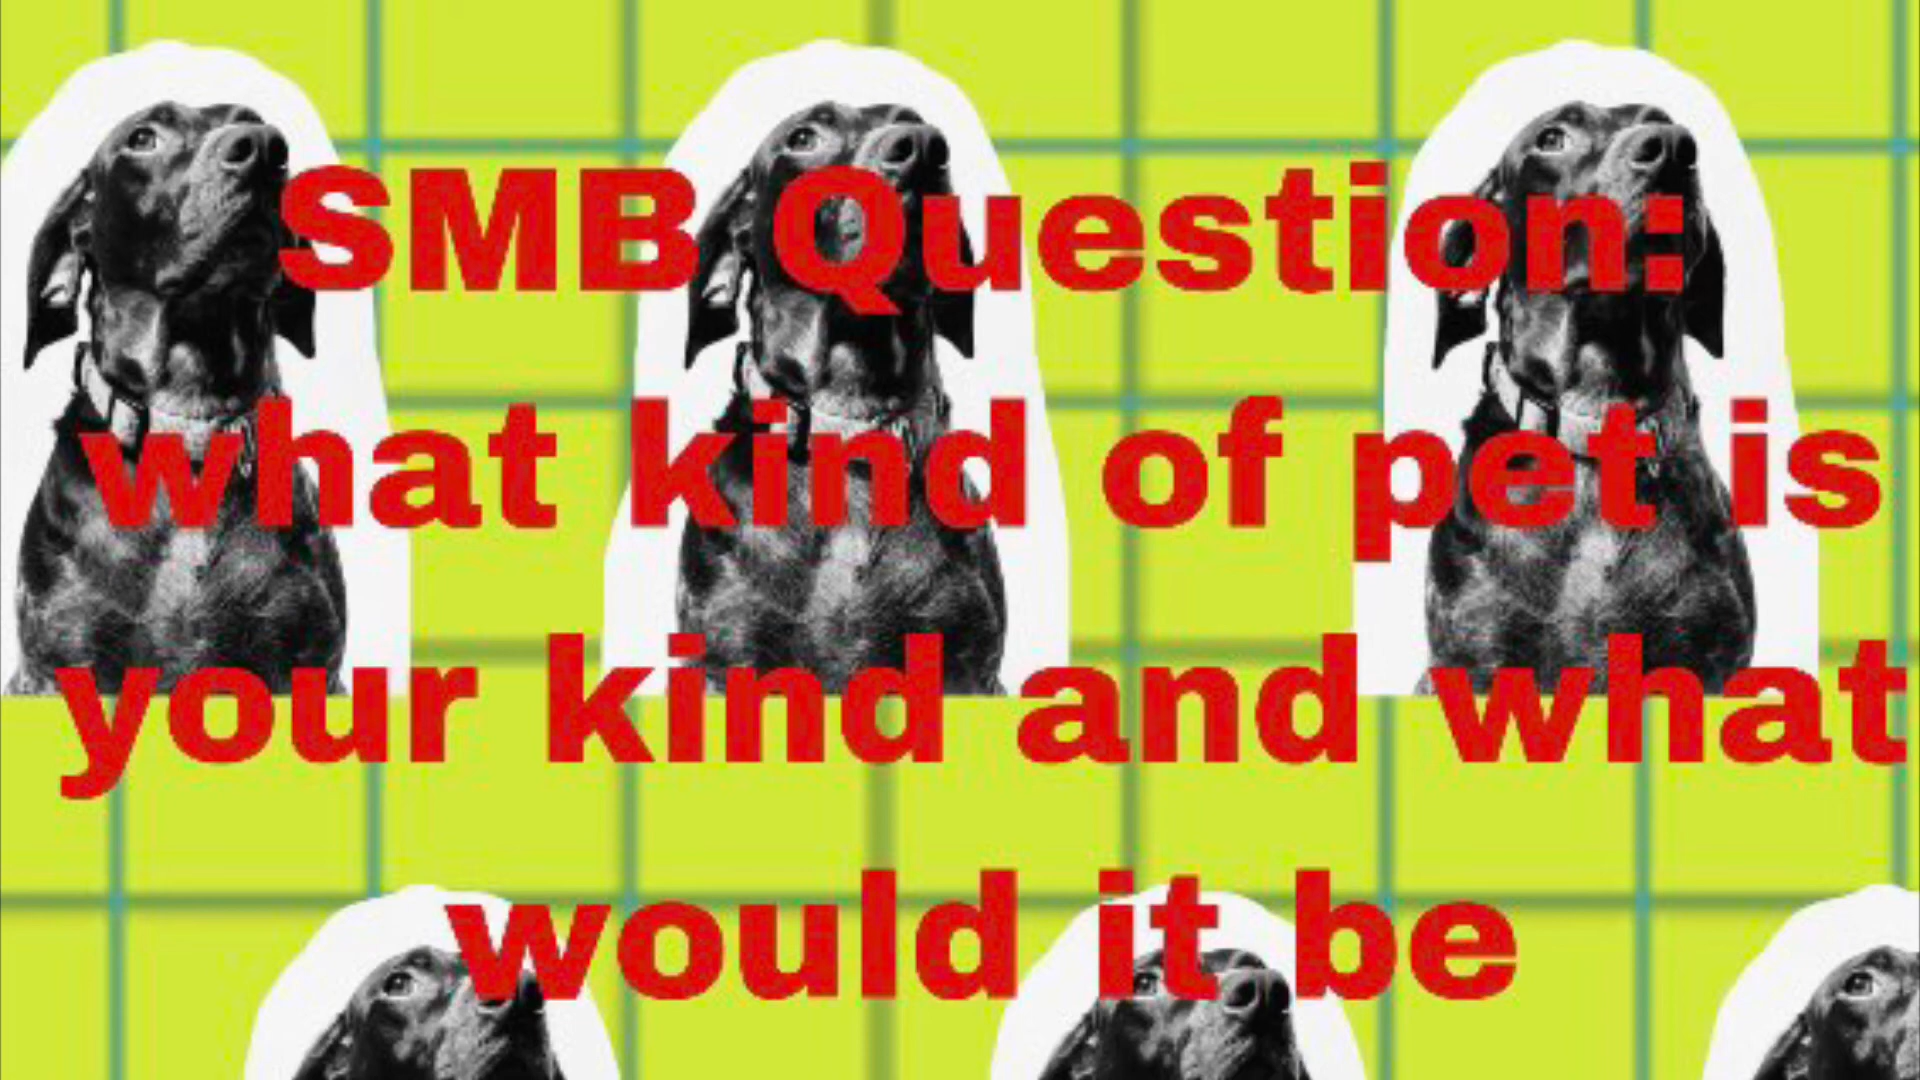 SMB Question:
what kind of pet is
your kind and what
would it be